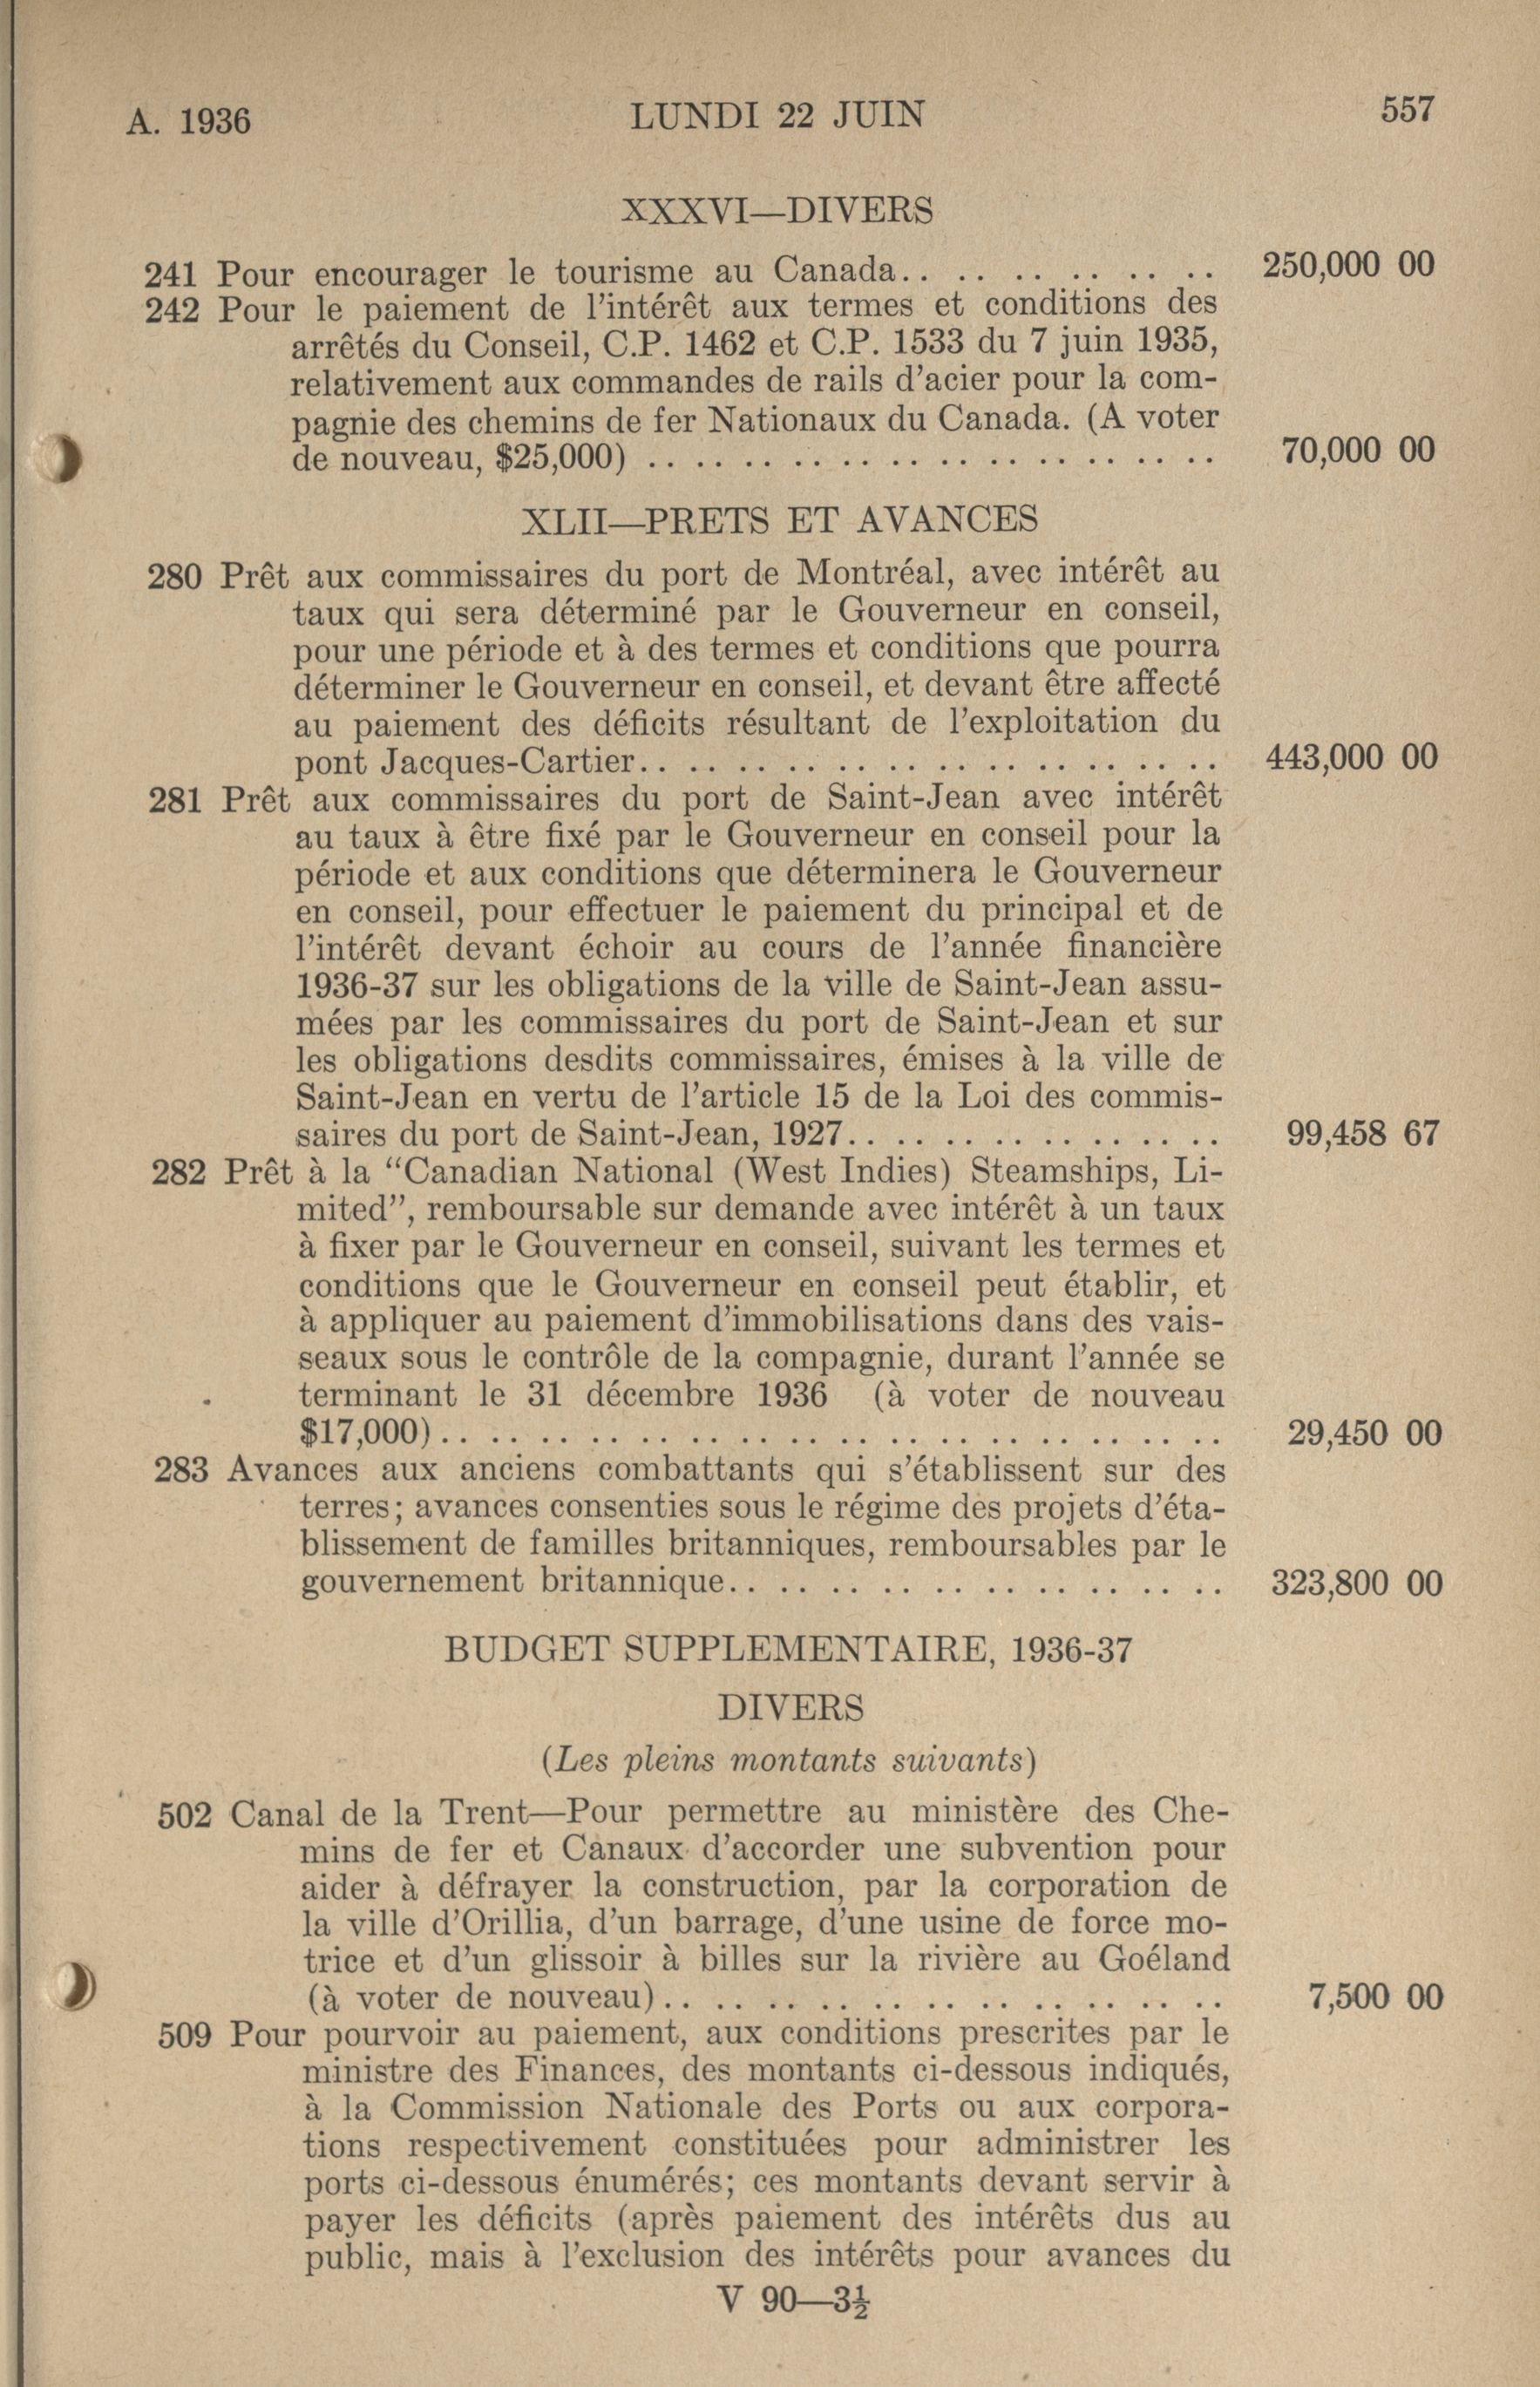 A. 1936 LUNDI 22 JUIN 557
XXXVI—DIVERS
241 Pour encourager le tourisme au Canada.. .. .. .. .. .. .. 250,000 00
242 Pour le paiement de l'intérêt aux termes et conditions des
arrêtés du Conseil, C.P. 1462 et C.P. 1533 du 7 juin 1935,
relativement aux commandes de rails d'acier pour la com-
pagnie des chemins de fer Nationaux du Canada. (A voter
de nouveau, $25,000) .. .. .. .. .. .. .. .. .. .. .. .. 70,000 00
XLII—PRETS ET AVANCES
280 Prêt aux commissaires du port de Montréal, avec intérêt au
taux qui sera déterminé par le Gouverneur en conseil,
pour une période et à des termes et conditions que pourra
déterminer le Gouverneur en conseil, et devant être affecté
au paiement des déficits résultant de l'exploitation du
pont Jacques-Cartier.. .. .. .. .. .. .. .. .. .. .. .. 443,000 00
281 Prêt aux commissaires du port de Saint-Jean avec intérêt
au taux à être fixé par le Gouverneur en conseil pour la
période et aux conditions que déterminera le Gouverneur
en conseil, pour effectuer le paiement du principal et de
l'intérêt devant échoir au cours de l'année financière
1936-37 sur les obligations de la ville de Saint-Jean assu-
mées par les commissaires du port de Saint-Jean et sur
les obligations desdits commissaires, émises à la ville de
Saint-Jean en vertu de l'article 15 de la Loi des commis-
saires du port de Saint-Jean, 1927.. .. .. .. .. .. .. .. 99,458 67
282 Prêt à la "Canadian National (West Indies) Steamships, Li-
mited", remboursable sur demande avec intérêt à un taux
à fixer par le Gouverneur en conseil, suivant les termes et
conditions que le Gouverneur en conseil peut établir, et
à appliquer au paiement d'immobilisations dans des vais-
seaux sous le contrôle de la compagnie, durant l'année se
terminant le 31 décembre 1936 (à voter de nouveau
$17,000).. .. .. .. .. .. .. .. .. .. .. .. .. .. .. .. 29,450 00
283 Avances aux anciens combattants qui s'établissent sur des
terres; avances consenties sous le régime des projets d'éta-
blissement de familles britanniques, remboursables par le
gouvernement britannique.. .. .. .. .. .. .. .. .. .. 323,800 00
BUDGET SUPPLEMENTAIRE, 1936-37
DIVERS
(Les pleins montants suivants)
502 Canal de la Trent—Pour permettre au ministère des Che-
mins de fer et Canaux d'accorder une subvention pour
aider à défrayer la construction, par la corporation de
la ville d'Orillia, d'un barrage, d'une usine de force mo-
trice et d'un glissoir à billes sur la rivière au Goéland
(à voter de nouveau).. .. .. .. .. .. .. .. .. .. .. 7,500 00
509 Pour pourvoir au paiement, aux conditions prescrites par le
ministre des Finances, des montants ci-dessous indiqués,
à la Commission Nationale des Ports ou aux corpora-
tions respectivement constituées pour administrer les
ports ci-dessous énumérés; ces montants devant servir à
payer les déficits (après paiement des intérêts dus au
public, mais à l'exclusion des intérêts pour avances du
V 90—3½